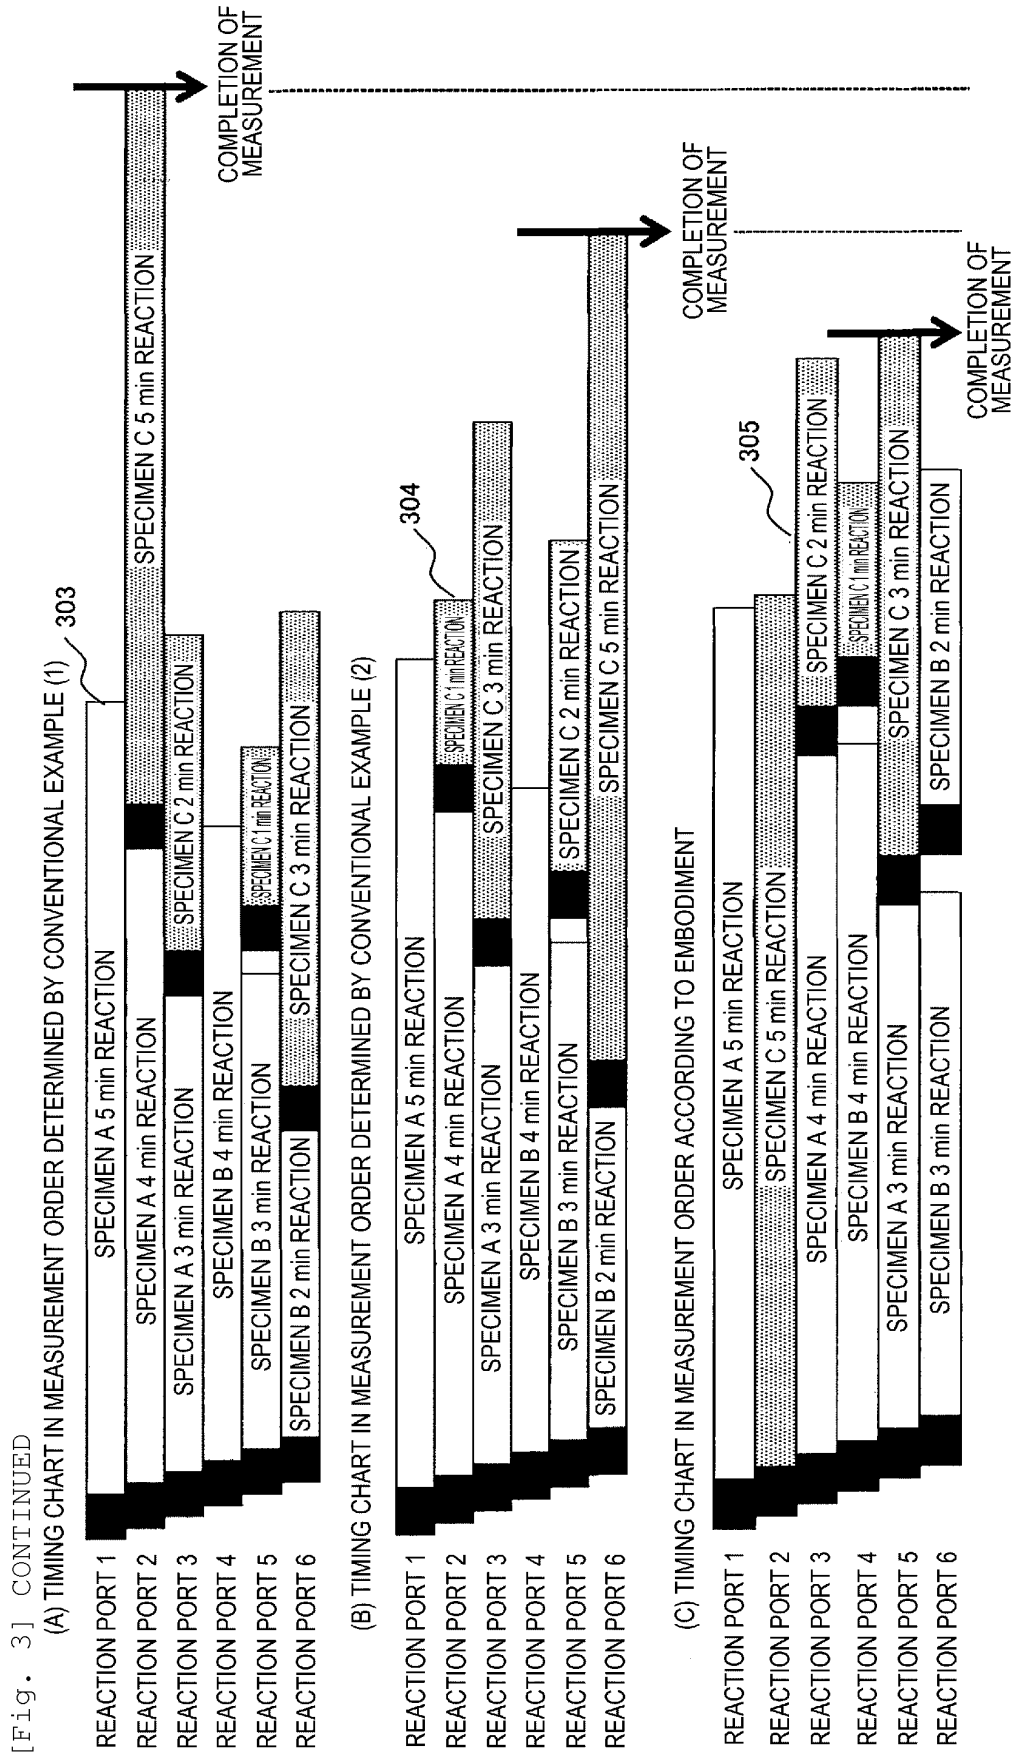 [Fig. 3] CONTINUED
(A) TIMING CHART IN MEASUREMENT ORDER DETERMINED BY CONVENTIONAL EXAMPLE (1)
303
REACTION PORT 1
SPECIMEN A 5 min REACTION
REACTION PORT 2
SPECIMEN A 4 min REACTION
SPECIMEN C 5 min REACTION
REACTION PORT 3
SPECIMEN A 3 min REACTION
SPECIMEN C 2 min REACTION
REACTION PORT 4
SPECIMEN B 4 min REACTION
REACTION PORT 5
SPECIMEN B 3 min REACTION
SPECIMEN C 1 min REACTION
REACTION PORT 6
SPECIMEN B 2 min REACTION
SPECIMEN C 3 min REACTION
COMPLETION OF
MEASUREMENT
(B) TIMING CHART IN MEASUREMENT ORDER DETERMINED BY CONVENTIONAL EXAMPLE (2)
304
REACTION PORT 1
SPECIMEN A 5 min REACTION
REACTION PORT 2
SPECIMEN A 4 min REACTION
SPECIMEN C 1 min REACTION
REACTION PORT 3
SPECIMEN A 3 min REACTION
SPECIMEN C 3 min REACTION
REACTION PORT 4
SPECIMEN B 4 min REACTION
REACTION PORT 5
SPECIMEN B 3 min REACTION
SPECIMEN C 2 min REACTION
REACTION PORT 6
SPECIMEN B 2 min REACTION
SPECIMEN C 5 min REACTION
COMPLETION OF
MEASUREMENT
(C) TIMING CHART IN MEASUREMENT ORDER ACCORDING TO EMBODIMENT
305
REACTION PORT 1
SPECIMEN A 5 min REACTION
REACTION PORT 2
SPECIMEN C 5 min REACTION
REACTION PORT 3
SPECIMEN A 4 min REACTION
SPECIMEN C 2 min REACTION
REACTION PORT 4
SPECIMEN B 4 min REACTION
SPECIMEN C 1 min REACTION
REACTION PORT 5
SPECIMEN A 3 min REACTION
SPECIMEN C 3 min REACTION
REACTION PORT 6
SPECIMEN B 3 min REACTION
SPECIMEN B 2 min REACTION
COMPLETION OF
MEASUREMENT